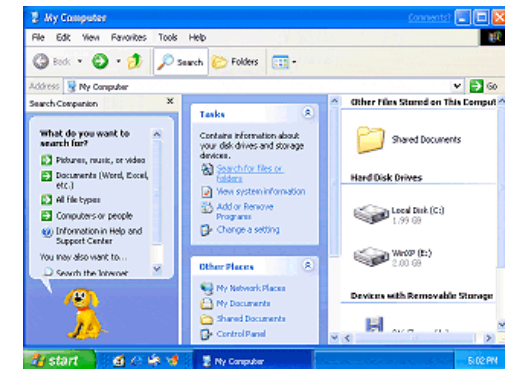 My Computer
Comments?
File Edit View Favorites Tools Help
Back Search Folders
Address My Computer Go
Search Companion
What do you want to
search for?
Pictures, music, or video
Documents (Word, Excel,
etc.)
All file types
Computers or people
Information in Help and
Support Center
You may also want to...
Search the Internet
Tasks
Contains information about
your disk drives and storage
devices.
Search for files or
folders
View system information
Add or Remove
Programs
Change a setting
Other Places
My Network Places
My Documents
Shared Documents
Control Panel
Other Files Stored on This Comput
Shared Documents
Hard Disk Drives
Local Disk (C:)
1.99 GB
WinXP (E:)
2.00 GB
Devices with Removable Storage
start
My Computer
5:02 PM